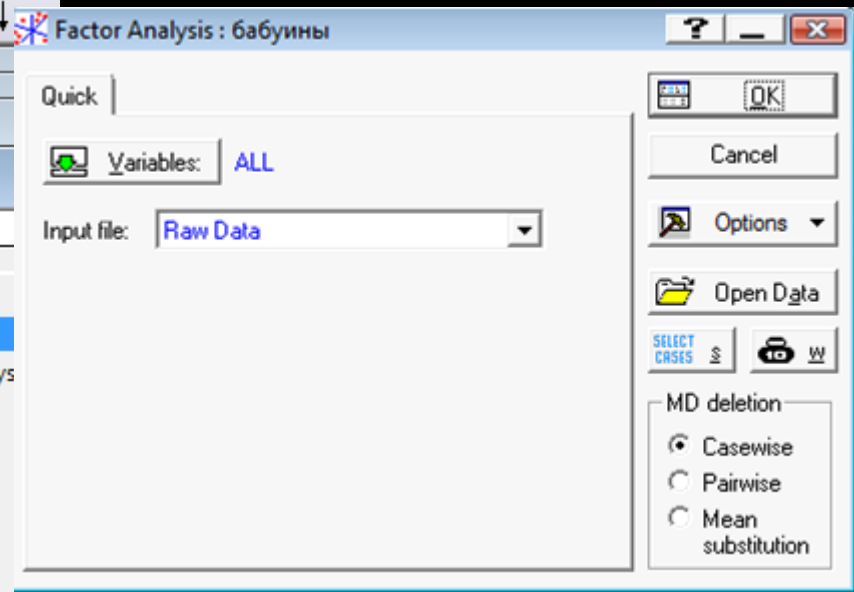 Factor Analysis : бабуины
?
Quick
OK
Variables: ALL
Cancel
Input file: Raw Data
Options
Open Data
SELECT CASES S
W
ys
MD deletion
Casewise
Pairwise
Mean
substitution